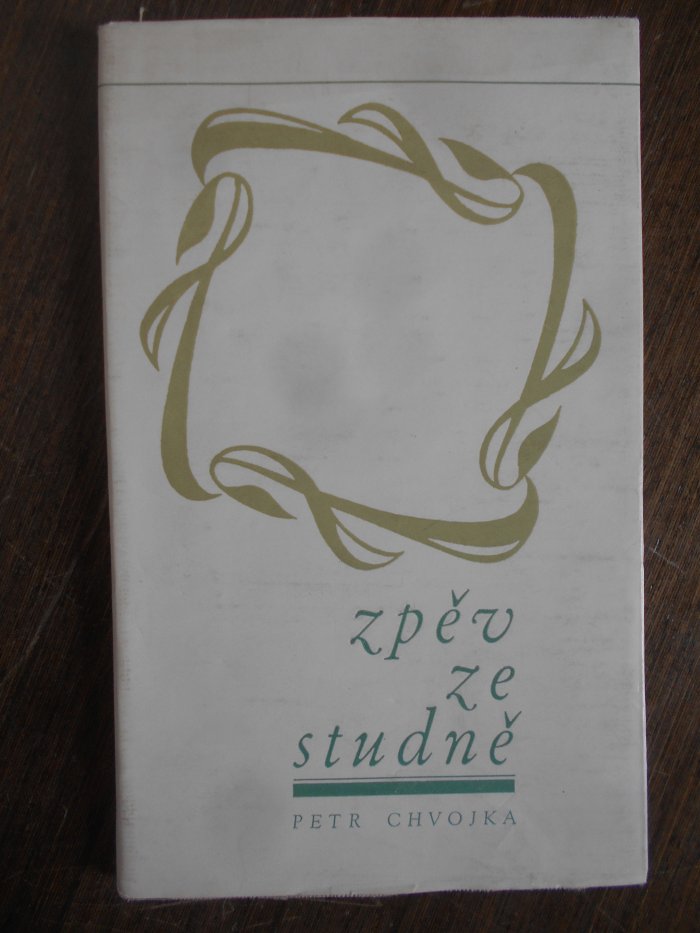 zpěv
ze
studně
PETR CHVOJKA